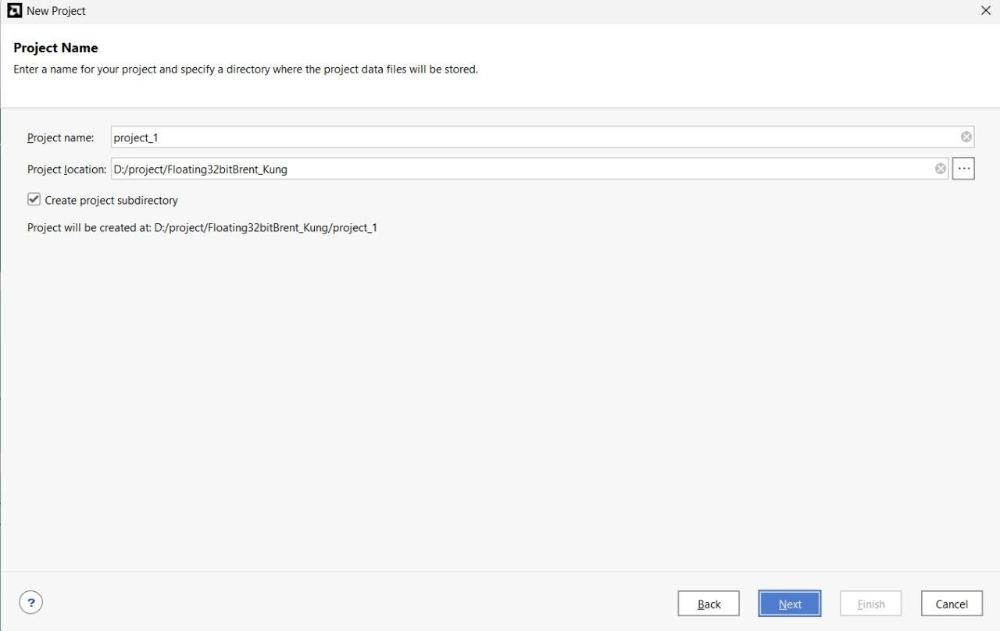 New Project
Project Name
Enter a name for your project and specify a directory where the project data files will be stored.
Project name: project_1
Project location: D:/project/Floating32bitBrent_Kung ...
Create project subdirectory
Project will be created at: D:/project/Floating32bitBrent_Kung/project_1
? Back Next Finish Cancel